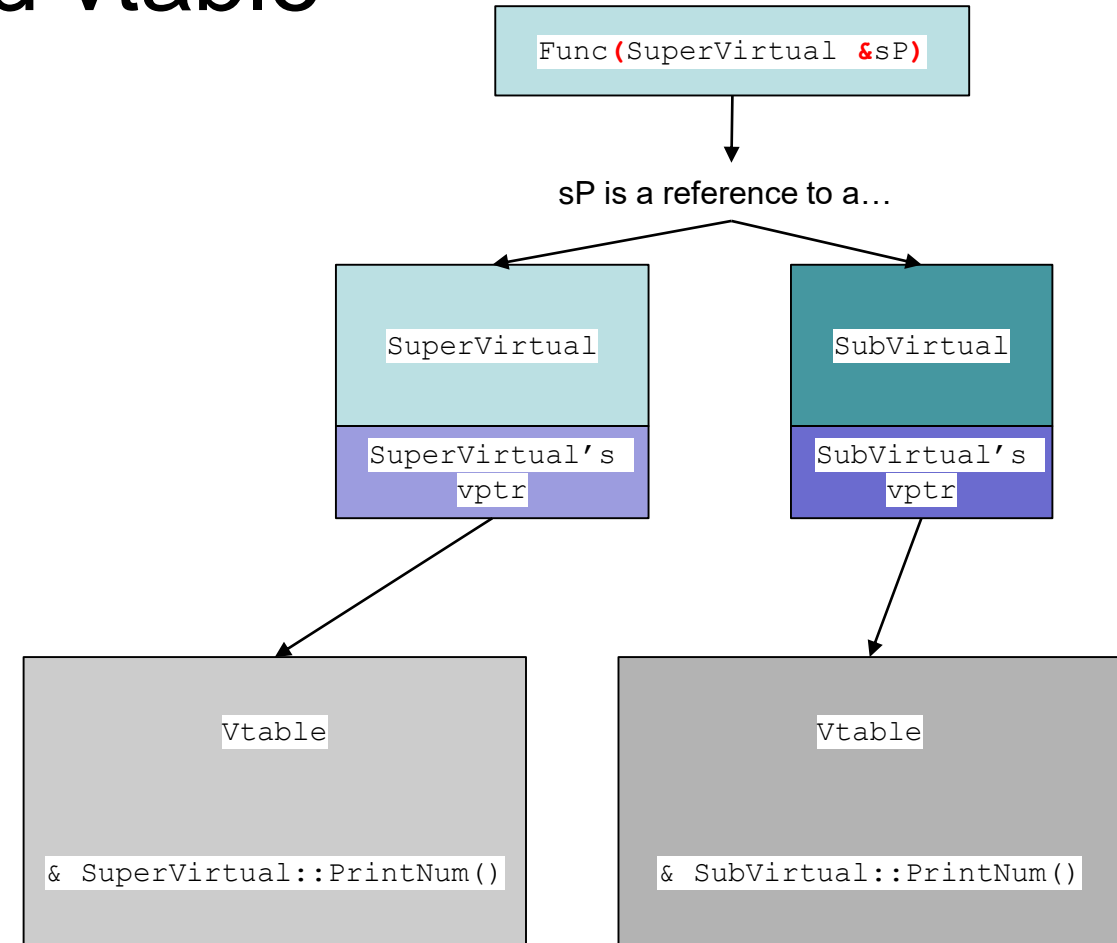 Vtable
Func(SuperVirtual &sP)
sP is a reference to a…
SuperVirtual
SubVirtual
SuperVirtual’s
vptr
SubVirtual’s
vptr
Vtable
Vtable
& SuperVirtual::PrintNum()
& SubVirtual::PrintNum()